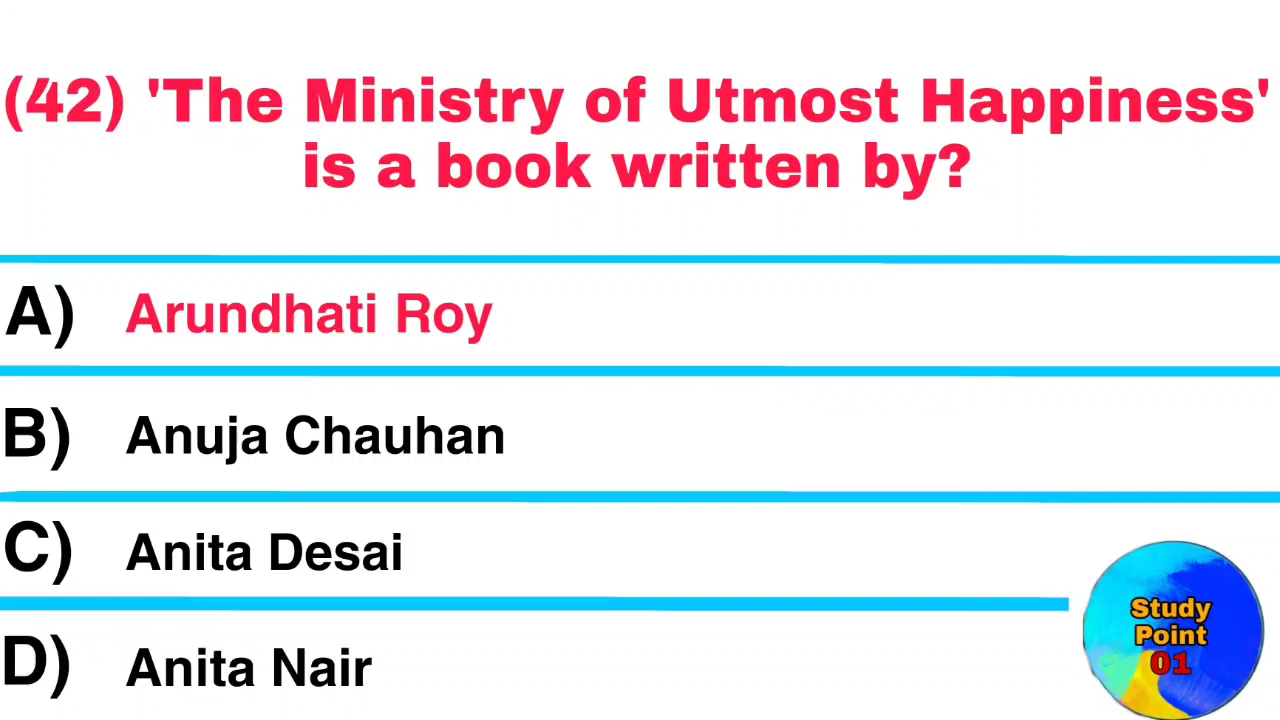 (42) 'The Ministry of Utmost Happiness'
is a book written by?
A) Arundhati Roy
B) Anuja Chauhan
C) Anita Desai
D) Anita Nair
Study
Point
01